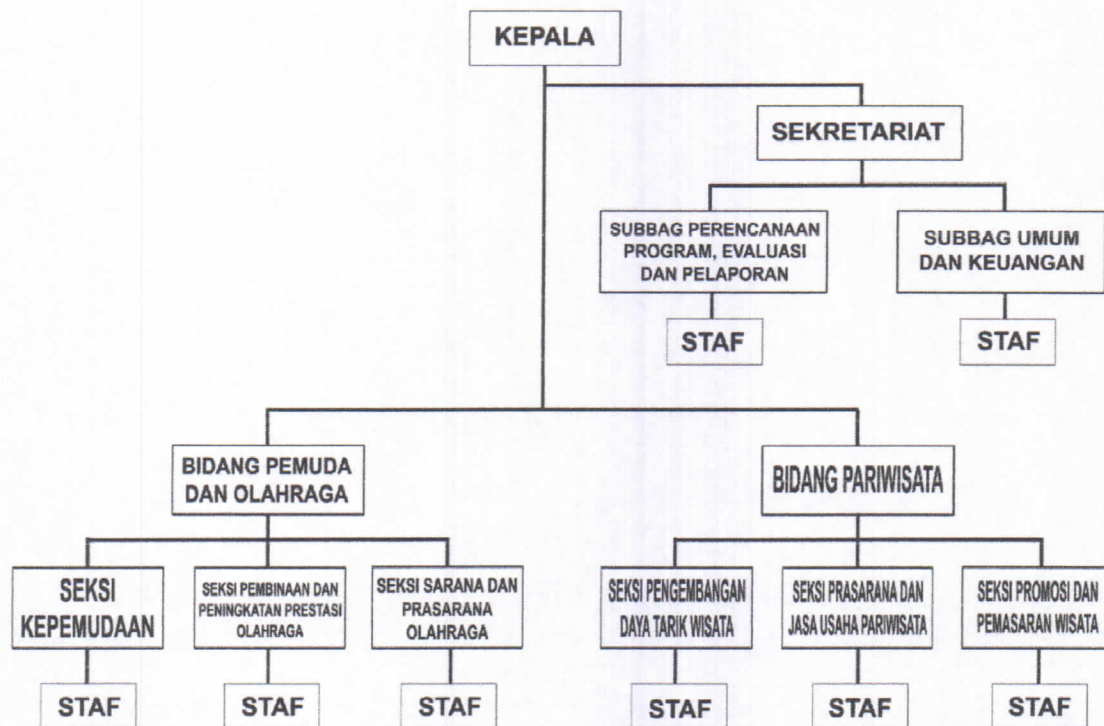 KEPALA
SEKRETARIAT
SUBBAG PERENCANAAN
PROGRAM, EVALUASI
DAN PELAPORAN
SUBBAG UMUM
DAN KEUANGAN
STAF
STAF
BIDANG PEMUDA
DAN OLAHRAGA
BIDANG PARIWISATA
SEKSI
KEPEMUDAAN
SEKSI PEMBINAAN DAN
PENINGKATAN PRESTASI
OLAHRAGA
SEKSI SARANA DAN
PRASARANA
OLAHRAGA
SEKSI PENGEMBANGAN
DAYA TARIK WISATA
SEKSI PRASARANA DAN
JASA USAHA PARIWISATA
SEKSI PROMOSI DAN
PEMASARAN WISATA
STAF
STAF
STAF
STAF
STAF
STAF